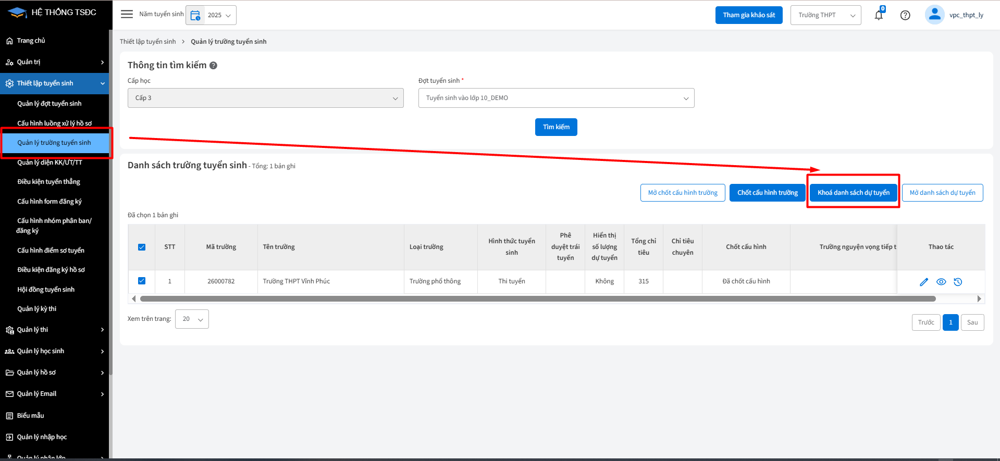 HỆ THỐNG TSĐC
Năm tuyển sinh
2025
Tham gia khảo sát
Trường THPT
0
vpc_thpt_ly
Trang chủ
Quản trị
Thiết lập tuyển sinh
Quản lý đợt tuyển sinh
Cấu hình luồng xử lý hồ sơ
Quản lý trường tuyển sinh
Quản lý diện KK/ƯT/TT
Điều kiện tuyển thẳng
Cấu hình form đăng ký
Cấu hình nhóm phân ban/
đăng ký
Cấu hình điểm sơ tuyển
Điều kiện đăng ký hồ sơ
Hội đồng tuyển sinh
Quản lý kỳ thi
Quản lý thi
Quản lý học sinh
Quản lý hồ sơ
Quản lý Email
Biểu mẫu
Quản lý nhập học
Quản lý phân lớp
Thiết lập tuyển sinh > Quản lý trường tuyển sinh
Thông tin tìm kiếm ?
Cấp học
Cấp 3
Đợt tuyển sinh *
Tuyển sinh vào lớp 10_DEMO
Tìm kiếm
Danh sách trường tuyển sinh - Tổng: 1 bản ghi
Mở chốt cấu hình trường
Chốt cấu hình trường
Khoá danh sách dự tuyển
Mở danh sách dự tuyển
Đã chọn 1 bản ghi
STT
Mã trường
Tên trường
Loại trường
Hình thức tuyển
sinh
Phê
duyệt trái
tuyến
Hiển thị
số lượng
dự tuyển
Tổng chỉ
tiêu
Chỉ tiêu
chuyên
Chốt cấu hình
Trường nguyện vọng tiếp t
Thao tác
1
26000782
Trường THPT Vĩnh Phúc
Trường phổ thông
Thi tuyển
Không
315
Đã chốt cấu hình
Xem trên trang:
20
Trước
1
Sau